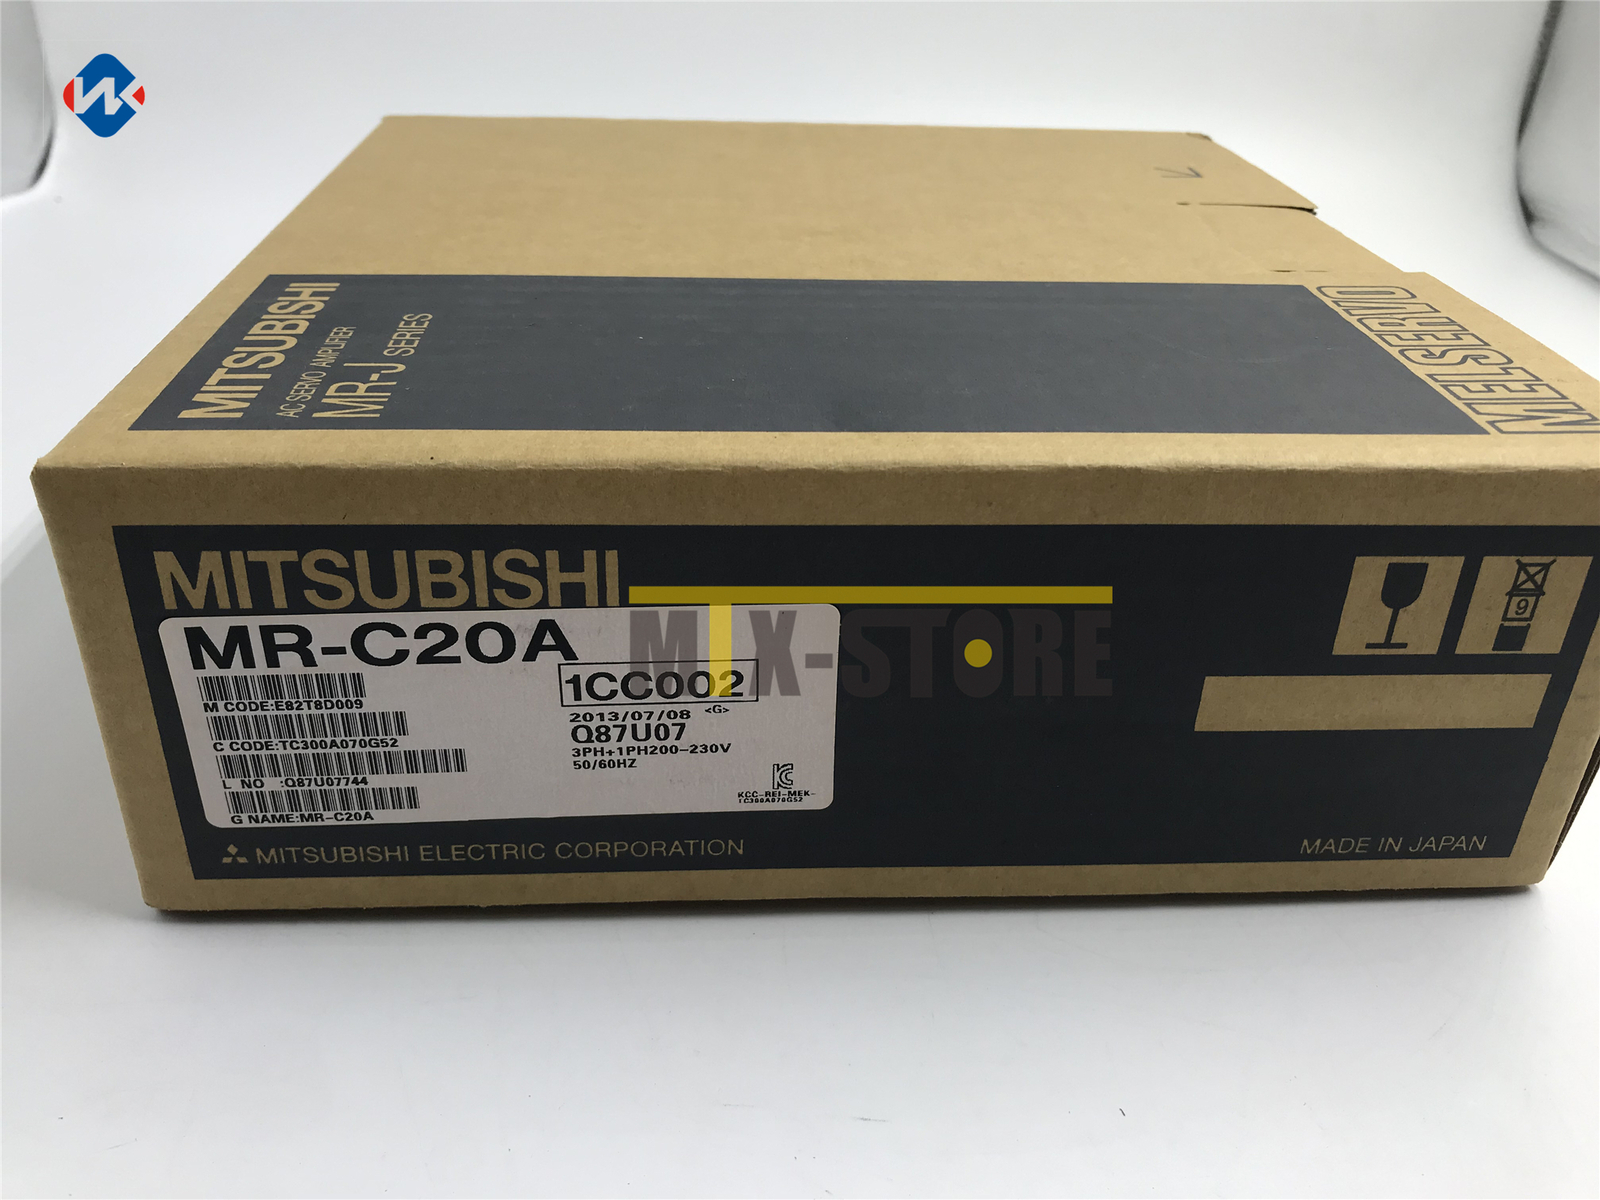 MITSUBISHI
AC SERVO AMPLIFIER
MR-J SERIES
MELSERVO
MITSUBISHI
MIX-STORE
MR-C20A
1CC002
M CODE:E82T8D009
2013/07/08 <G>
Q87U07
C CODE:TC300A070G52
3PH+1PH200-230V
50/60HZ
L NO :Q87U07744
KCC-REI-MEK-
TC300A070G52
G NAME:MR-C20A
9
MITSUBISHI ELECTRIC CORPORATION
MADE IN JAPAN